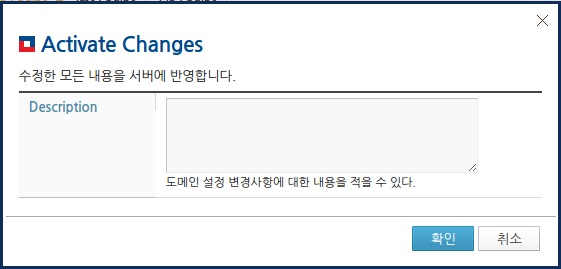 Activate Changes
수정한 모든 내용을 서버에 반영합니다.
Description
도메인 설정 변경사항에 대한 내용을 적을 수 있다.
확인
취소